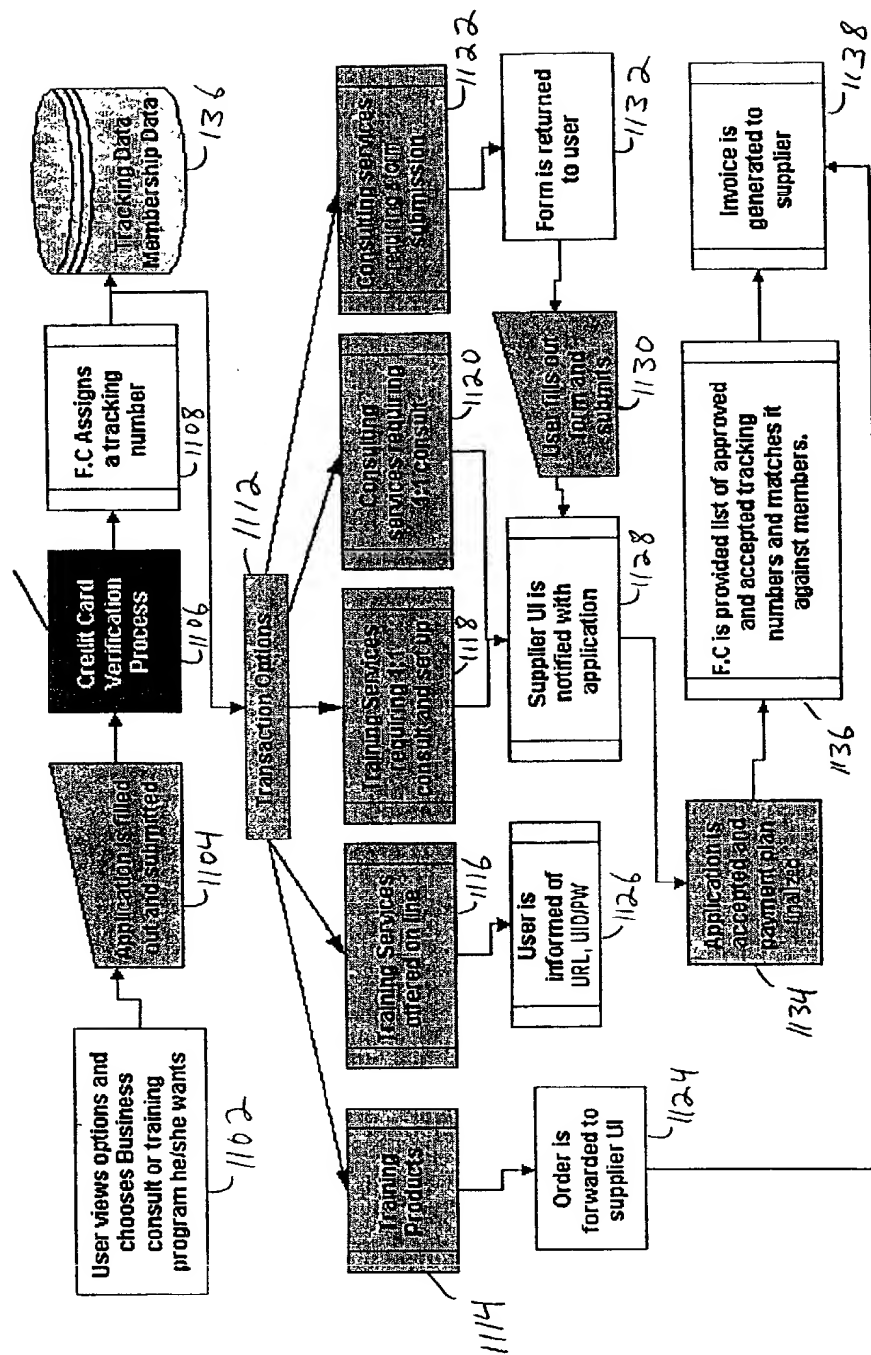 User views options and
chooses Business
consult or training
program he/she wants
1102
Application is filled
out and submitted
1104
Credit Card
Verification
Process
1106
F.C Assigns
a tracking
number
1108
Tracking Data
Membership Data
136
Transaction Options
1112
Training
Products
1114
Training Services
offered on line
1116
Training Services
requiring 1:1
consult and set up
1118
Consulting
services requiring
1:1 consult
1120
Consulting services
requiring form
submission
1122
Order is
forwarded to
supplier UI
1124
User is
informed of
URL, UID/PW
1126
Supplier UI is
notified with
application
1128
User fills out
form and
submits
1130
Form is returned
to user
1132
Application is
accepted and
payment plan
finalized
1134
F.C is provided list of approved
and accepted tracking
numbers and matches it
against members.
1136
Invoice is
generated to
supplier
1138